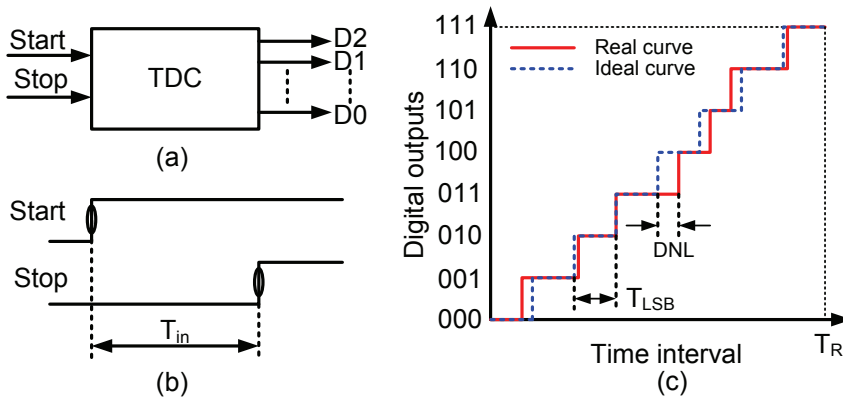 Start
Stop
TDC
D2
D1
D0
(a)
Start
Stop
T_in
(b)
Digital outputs
111
110
101
100
011
010
001
000
Real curve
Ideal curve
DNL
T_LSB
Time interval
T_R
(c)